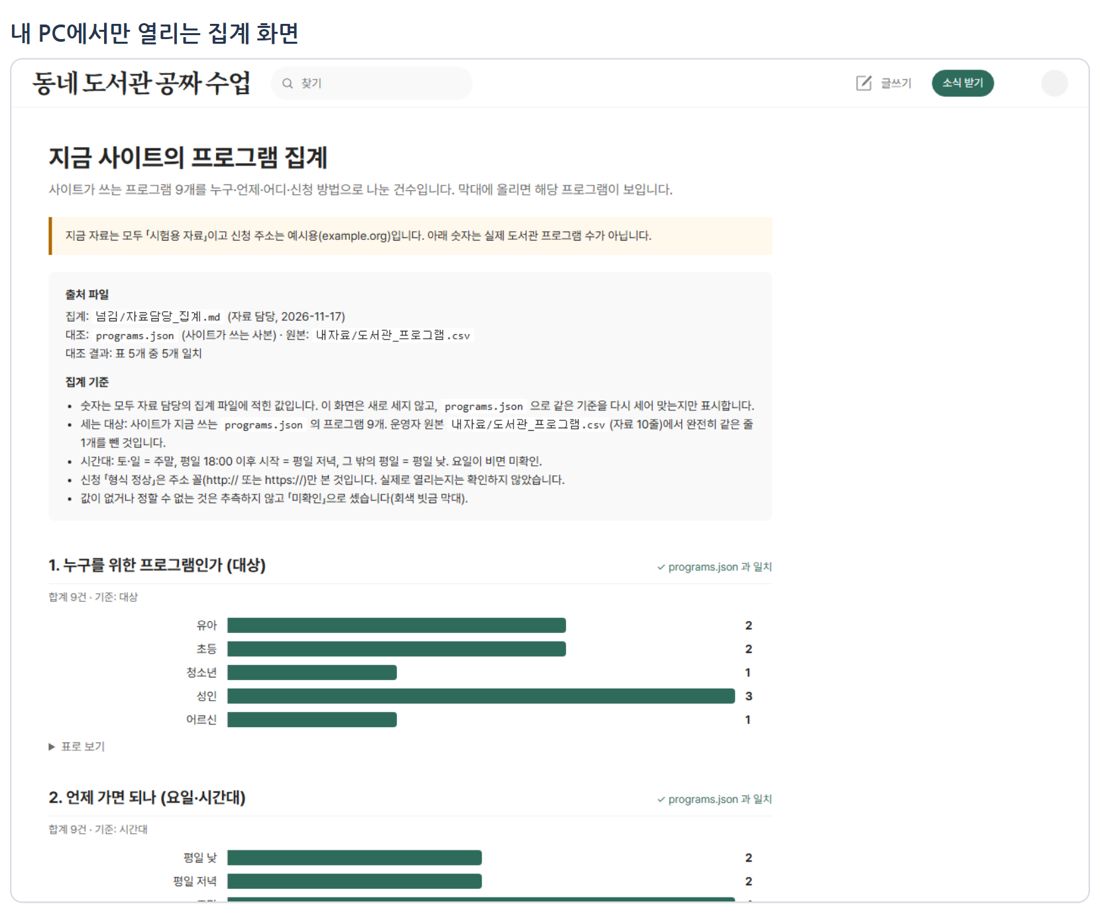 내 PC에서만 열리는 집계 화면
동네 도서관 공짜 수업
찾기
글쓰기
소식 받기
지금 사이트의 프로그램 집계
사이트가 쓰는 프로그램 9개를 누구·언제·어디·신청 방법으로 나눈 건수입니다. 막대에 올리면 해당 프로그램이 보입니다.
지금 자료는 모두 「시험용 자료」이고 신청 주소는 예시용(example.org)입니다. 아래 숫자는 실제 도서관 프로그램 수가 아닙니다.
출처 파일
집계: 넘김/자료담당_집계.md (자료 담당, 2026-11-17)
대조: programs.json (사이트가 쓰는 사본) · 원본: 내자료/도서관_프로그램.csv
대조 결과: 표 5개 중 5개 일치
집계 기준
• 숫자는 모두 자료 담당의 집계 파일에 적힌 값입니다. 이 화면은 새로 세지 않고, programs.json 으로 같은 기준을 다시 세어 맞는지만 표시합니다.
• 세는 대상: 사이트가 지금 쓰는 programs.json 의 프로그램 9개. 운영자 원본 내자료/도서관_프로그램.csv (자료 10줄)에서 완전히 같은 줄
1개를 뺀 것입니다.
• 시간대: 토·일 = 주말, 평일 18:00 이후 시작 = 평일 저녁, 그 밖의 평일 = 평일 낮. 요일이 비면 미확인.
• 신청 「형식 정상」은 주소 꼴(http:// 또는 https://)만 본 것입니다. 실제로 열리는지는 확인하지 않았습니다.
• 값이 없거나 정할 수 없는 것은 추측하지 않고 「미확인」으로 셌습니다(회색 빗금 막대).
1. 누구를 위한 프로그램인가 (대상)
✓ programs.json 과 일치
합계 9건 · 기준: 대상
유아 2
초등 2
청소년 1
성인 3
어르신 1
▶ 표로 보기
2. 언제 가면 되나 (요일·시간대)
✓ programs.json 과 일치
합계 9건 · 기준: 시간대
평일 낮 2
평일 저녁 2